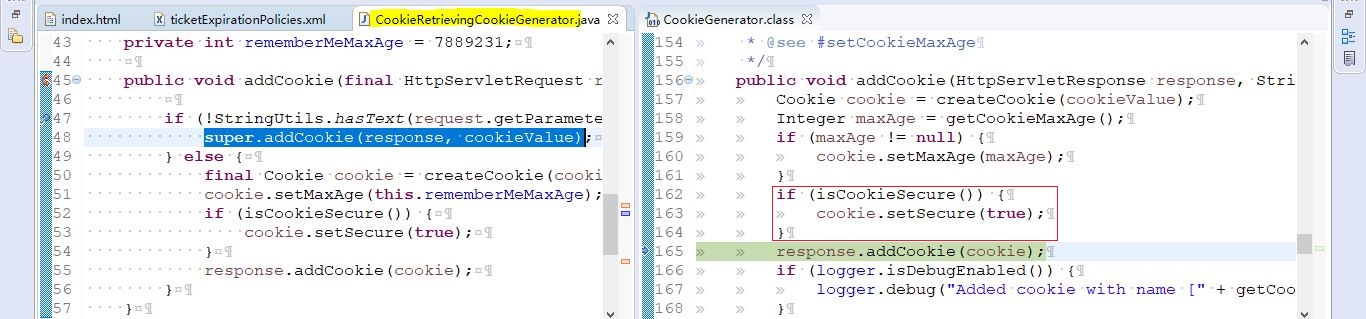 index.html
ticketExpirationPolicies.xml
CookieRetrievingCookieGenerator.java
43 private int rememberMeMaxAge = 7889231;¤¶
44 ¤¶
45 public void addCookie(final HttpServletRequest r
46 ¤¶
47 if (!StringUtils.hasText(request.getParamete
48 super.addCookie(response, cookieValue);¤¶
49 } else {¤¶
50 final Cookie cookie = createCookie(cooki
51 cookie.setMaxAge(this.rememberMeMaxAge);
52 if (isCookieSecure()) {¤¶
53 cookie.setSecure(true);¤¶
54 }¤¶
55 response.addCookie(cookie);¤¶
56 }¤¶
57 }¤¶
CookieGenerator.class
154 » * @see #setCookieMaxAge¶
155 » */¶
156 » public void addCookie(HttpServletResponse response, Stri
157 » » Cookie cookie = createCookie(cookieValue);¶
158 » » Integer maxAge = getCookieMaxAge();¶
159 » » if (maxAge != null) {¶
160 » » » cookie.setMaxAge(maxAge);¶
161 » » }¶
162 » » if (isCookieSecure()) {¶
163 » » » cookie.setSecure(true);¶
164 » » }¶
165 » » response.addCookie(cookie);¶
166 » » if (logger.isDebugEnabled()) {¶
167 » » » logger.debug("Added cookie with name [" + getCoo
168 » » }¶